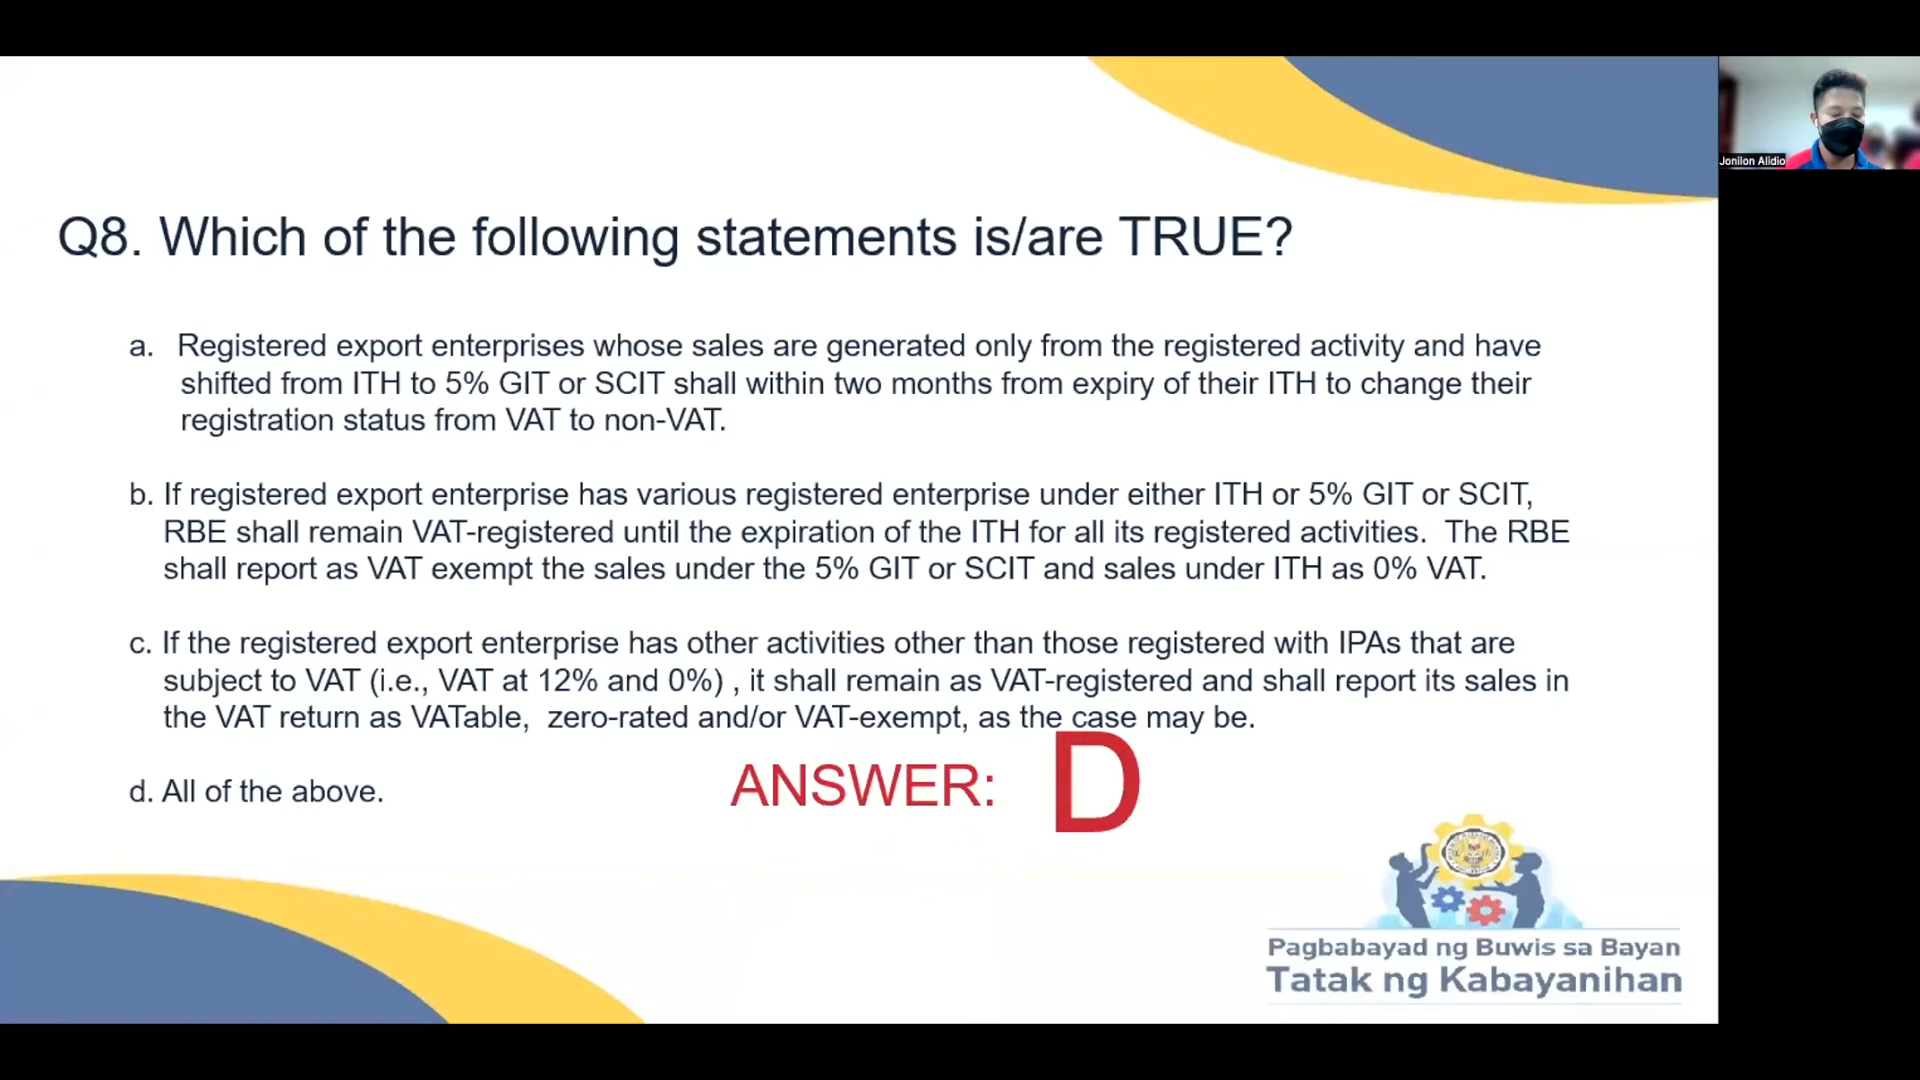 Jonilon Alidio
Q8. Which of the following statements is/are TRUE?
a. Registered export enterprises whose sales are generated only from the registered activity and have
shifted from ITH to 5% GIT or SCIT shall within two months from expiry of their ITH to change their
registration status from VAT to non-VAT.
b. If registered export enterprise has various registered enterprise under either ITH or 5% GIT or SCIT,
RBE shall remain VAT-registered until the expiration of the ITH for all its registered activities. The RBE
shall report as VAT exempt the sales under the 5% GIT or SCIT and sales under ITH as 0% VAT.
c. If the registered export enterprise has other activities other than those registered with IPAs that are
subject to VAT (i.e., VAT at 12% and 0%) , it shall remain as VAT-registered and shall report its sales in
the VAT return as VATable, zero-rated and/or VAT-exempt, as the case may be.
d. All of the above.
ANSWER: D
Pagbabayad ng Buwis sa Bayan
Tatak ng Kabayanihan